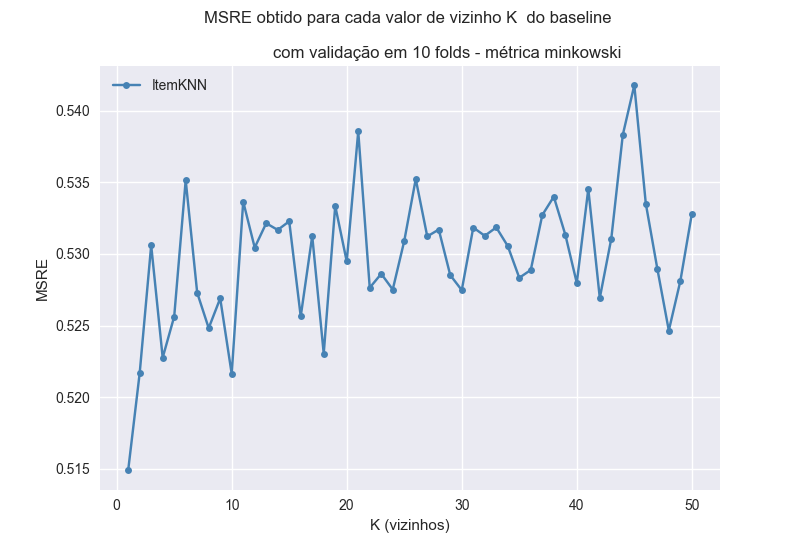 MSRE obtido para cada valor de vizinho K  do baseline
com validação em 10 folds - métrica minkowski
ItemKNN
0.540
0.535
0.530
0.525
0.520
0.515
MSRE
0 10 20 30 40 50
K (vizinhos)